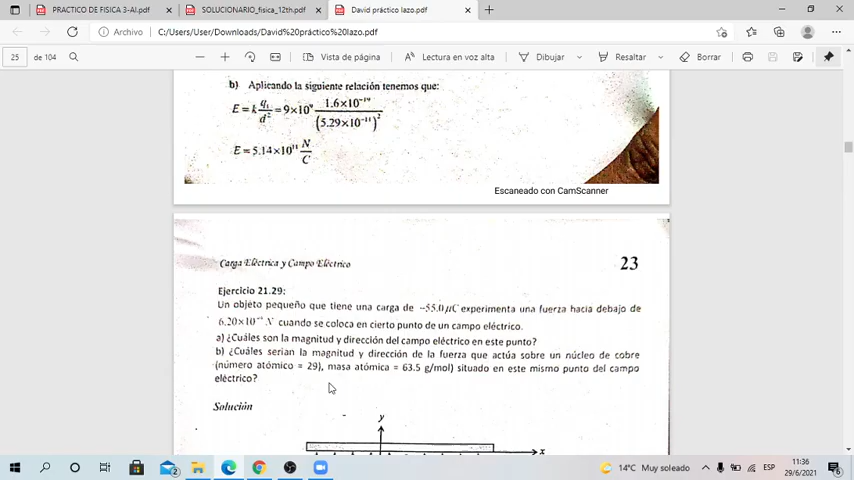 PRACTICO DE FISICA 3-AI.pdf
SOLUCIONARIO_fisica_12th.pdf
David práctico lazo.pdf
Archivo
C:/Users/User/Downloads/David%20práctico%20lazo.pdf
25 de 104
Vista de página
Lectura en voz alta
Dibujar
Resaltar
Borrar
b) Aplicando la siguiente relación tenemos que:
E = k q₁/d² = 9×10⁹ 1.6×10⁻¹⁹/(5.29×10⁻¹¹)²
E = 5.14×10¹¹ N/C
Escaneado con CamScanner
Carga Eléctrica y Campo Eléctrico
23
Ejercicio 21.29:
Un objeto pequeño que tiene una carga de −55.0 μC experimenta una fuerza hacia debajo de
6.20×10 N cuando se coloca en cierto punto de un campo eléctrico.
a) ¿Cuáles son la magnitud y dirección del campo eléctrico en este punto?
b) ¿Cuáles serian la magnitud y dirección de la fuerza que actúa sobre un núcleo de cobre
(número atómico = 29), masa atómica = 63.5 g/mol) situado en este mismo punto del campo
eléctrico?
Solución
y
x
14°C Muy soleado
ESP
11:36
29/6/2021